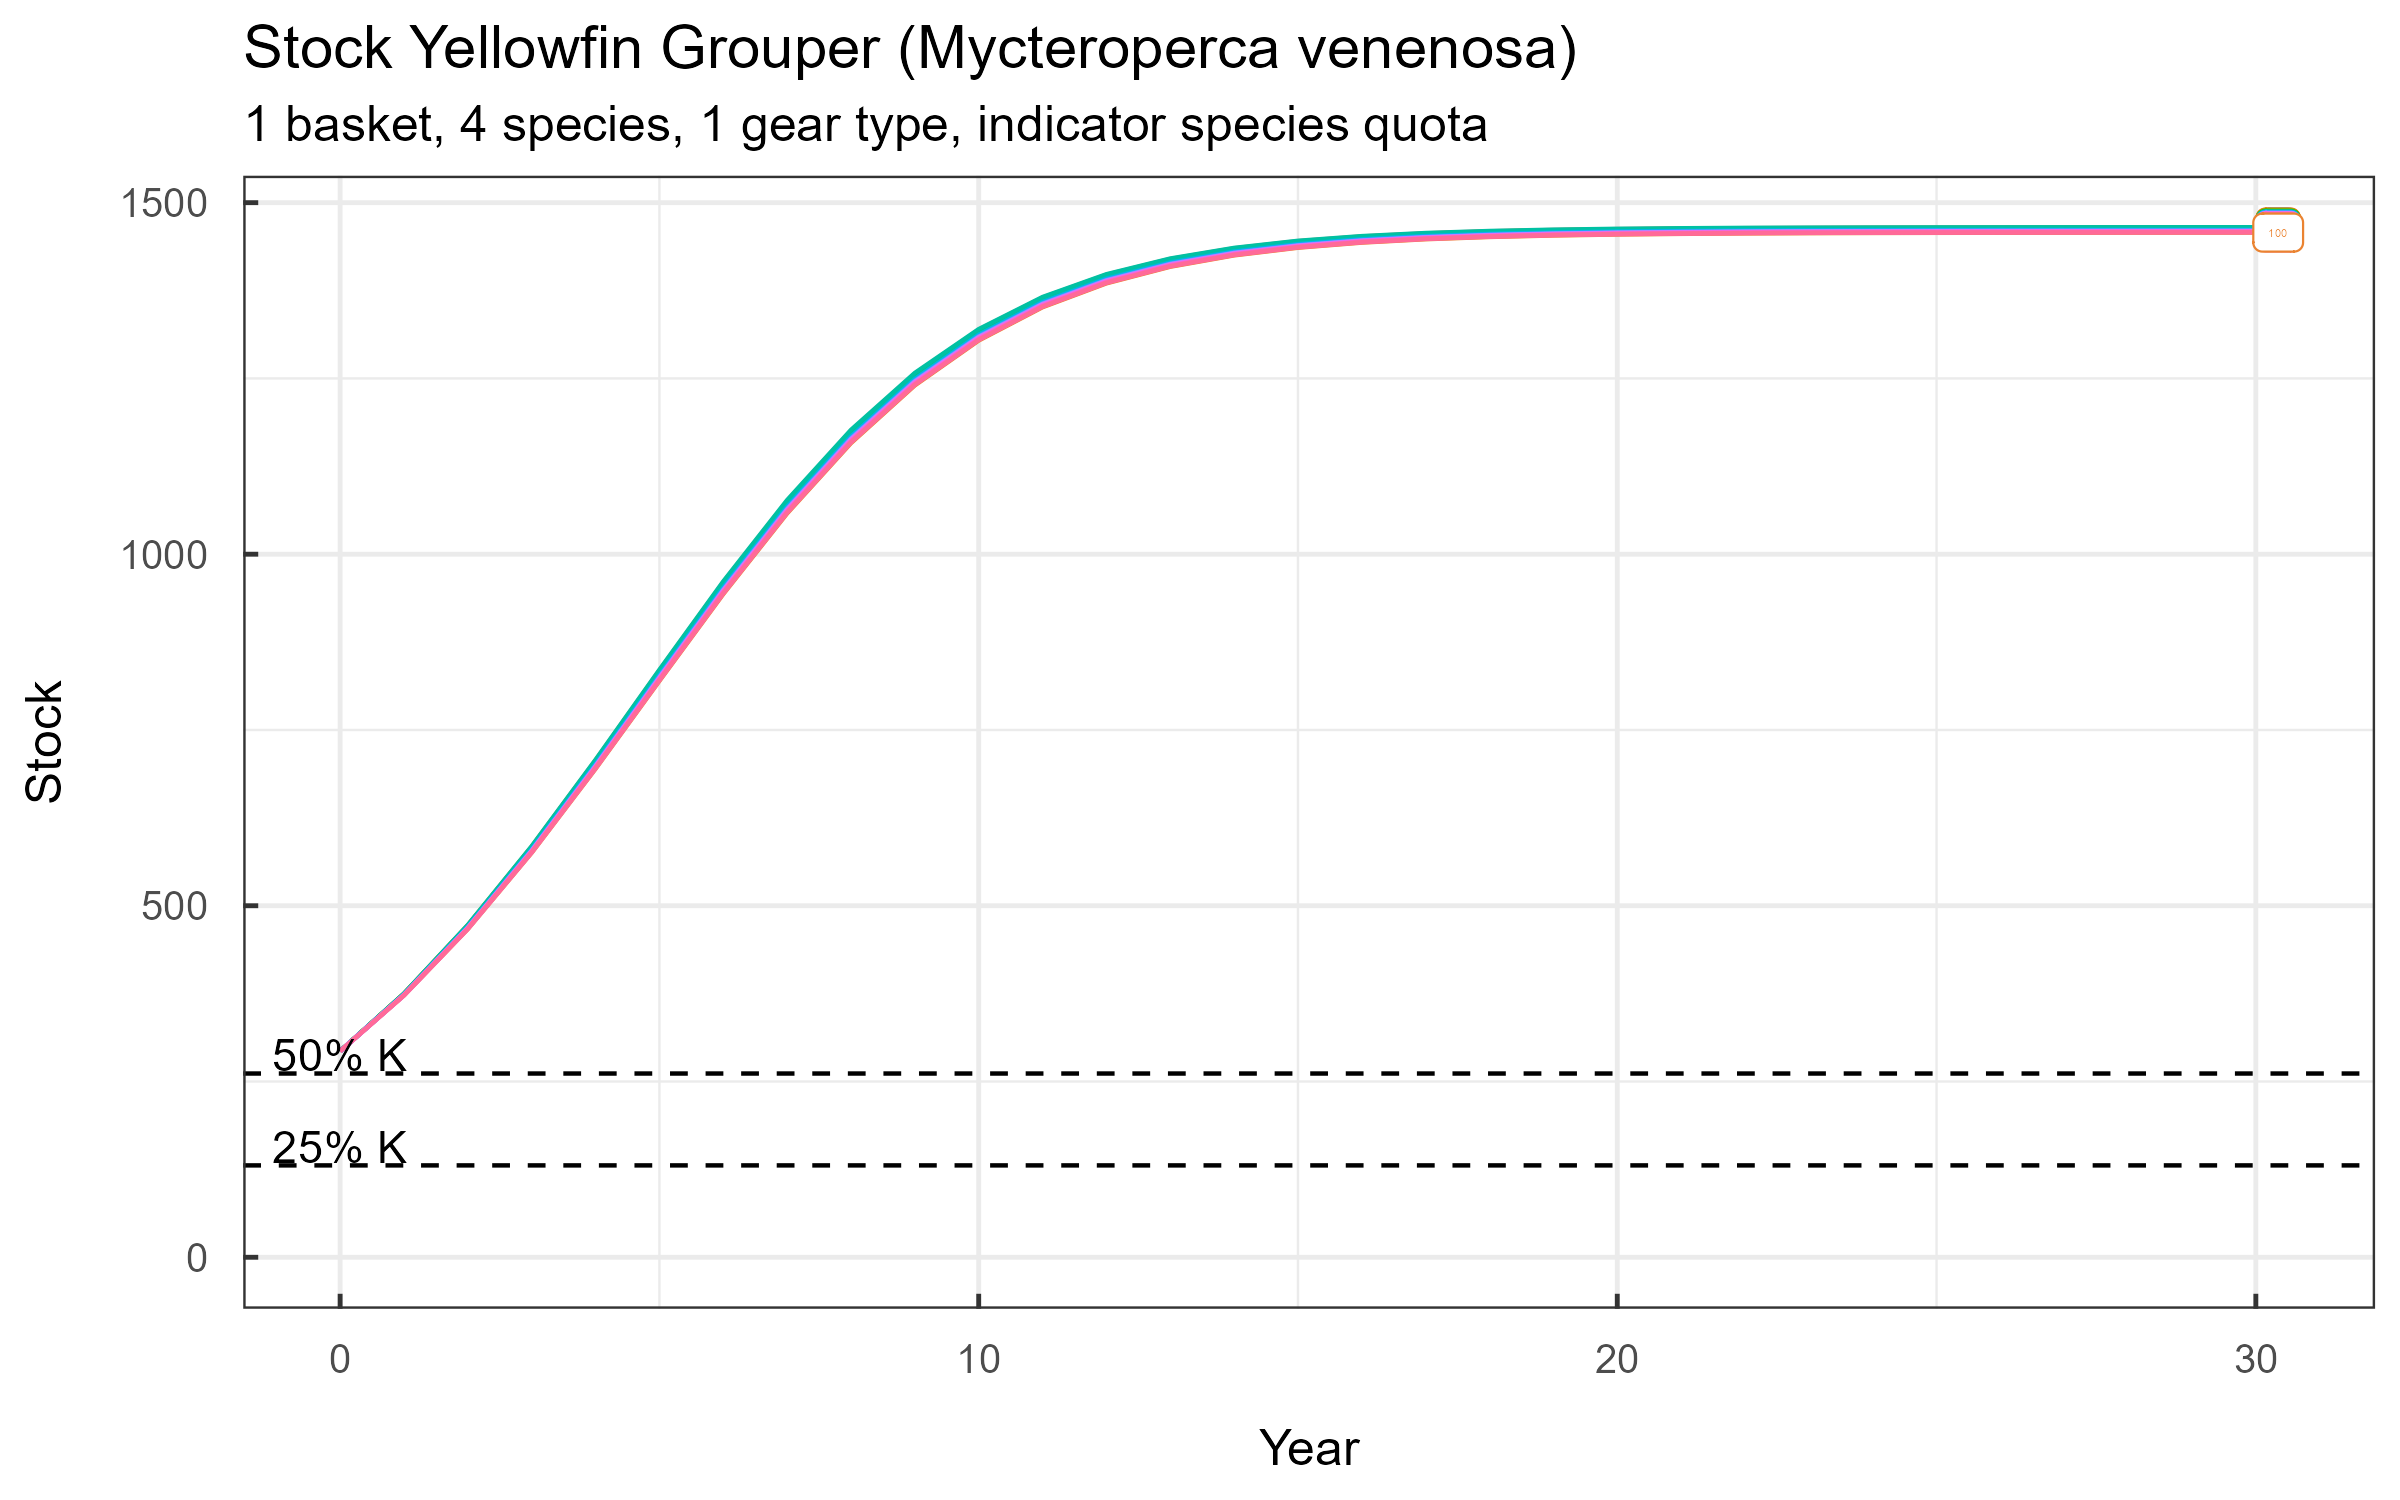 Stock Yellowfin Grouper (Mycteroperca venenosa)
1 basket, 4 species, 1 gear type, indicator species quota
1500
1000
500
0
Stock
100
50% K
25% K
0
10
20
30
Year